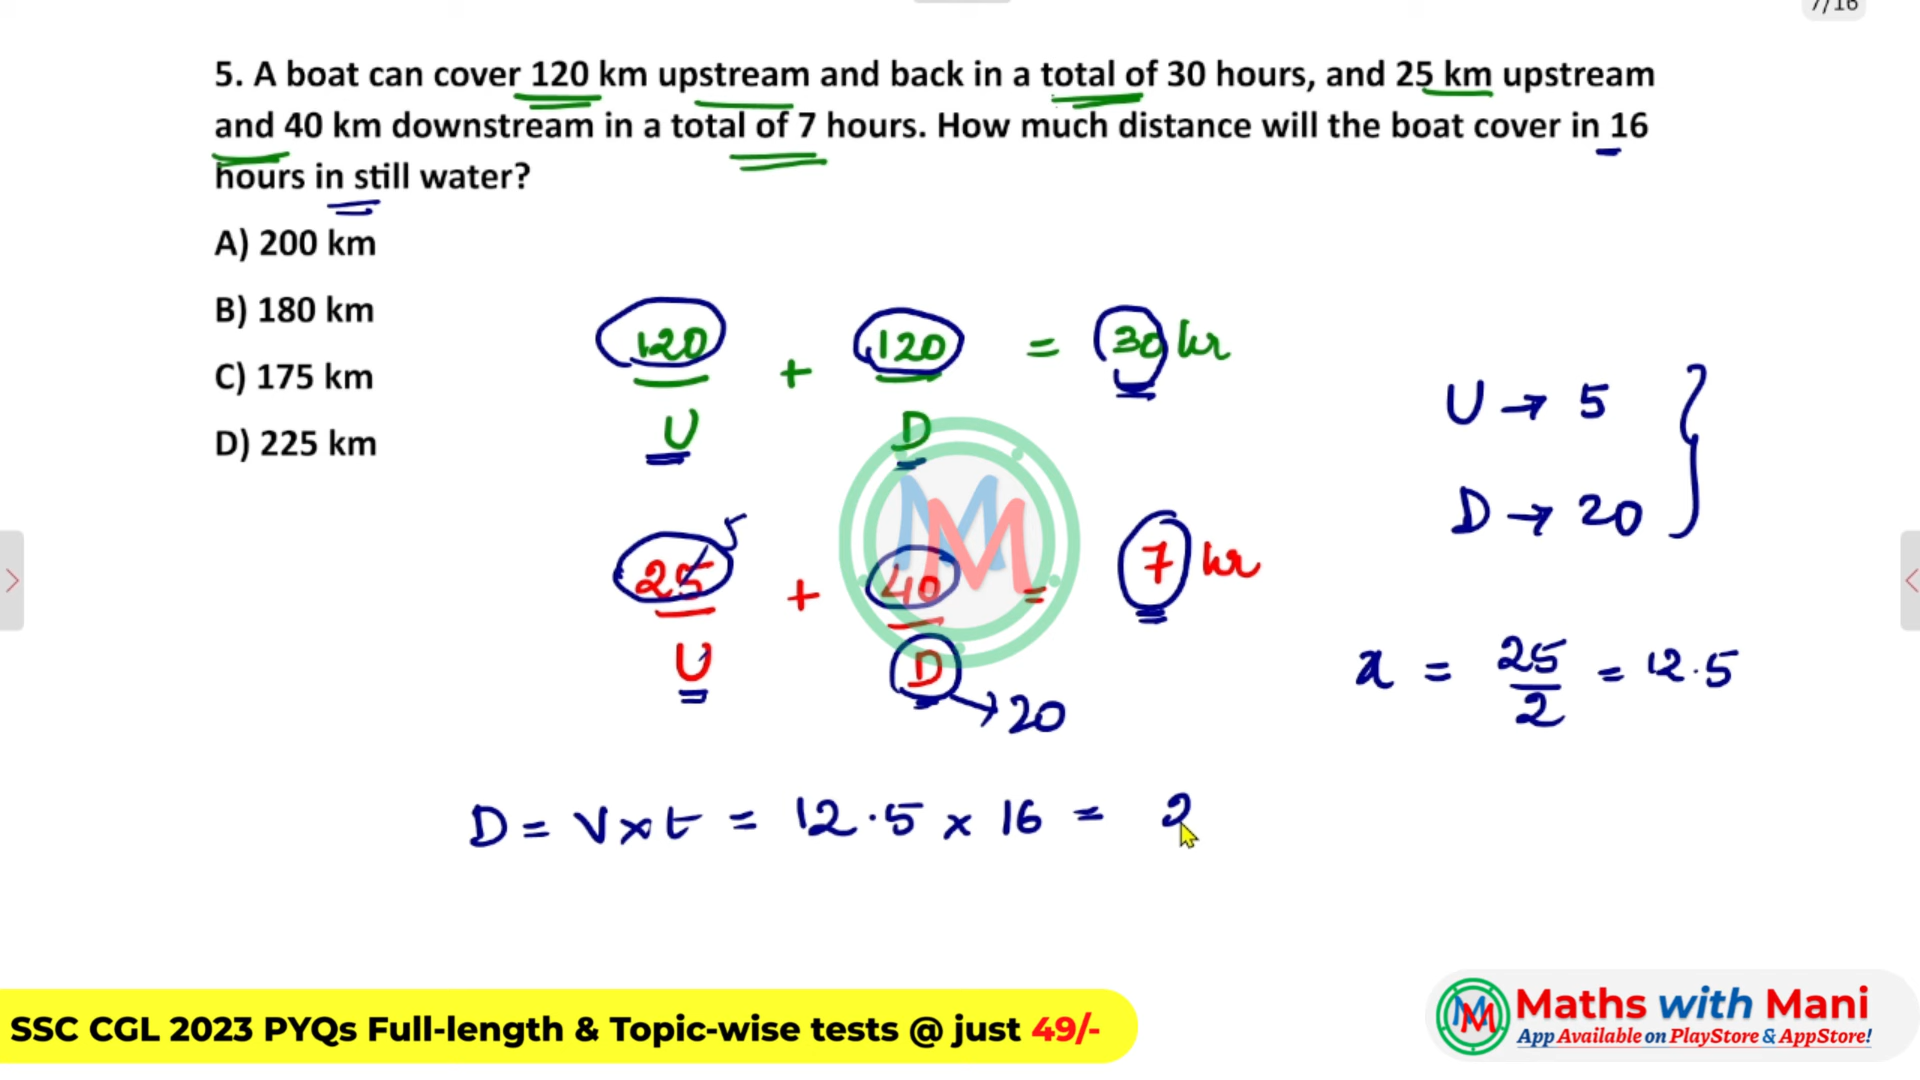 7/16
5. A boat can cover 120 km upstream and back in a total of 30 hours, and 25 km upstream
and 40 km downstream in a total of 7 hours. How much distance will the boat cover in 16
hours in still water?
A) 200 km
B) 180 km
C) 175 km
D) 225 km
120 + 120 = 30 hr
U D
U → 5
D → 20
5
25 + 40 = 7 hr
U D
→ 20
x = 25/2 = 12.5
D = V x t = 12.5 x 16 = 2
MM
SSC CGL 2023 PYQs Full-length & Topic-wise tests @ just 49/-
MM Maths with Mani
App Available on PlayStore & AppStore!